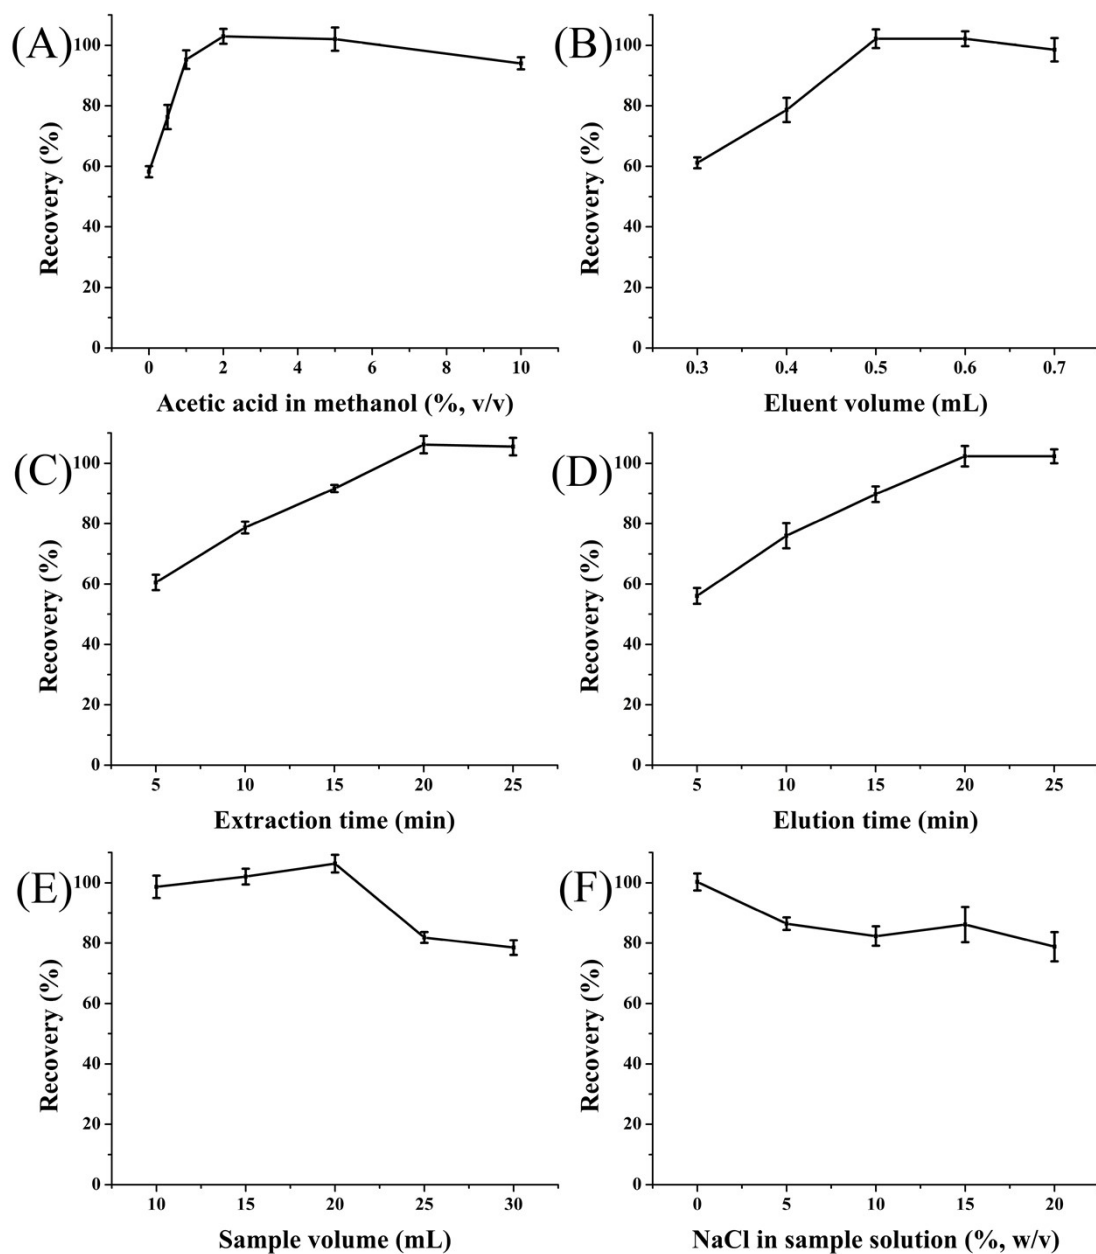 (A)
Recovery (%)
100
80
60
40
20
0
0 2 4 6 8 10
Acetic acid in methanol (%, v/v)
(B)
Recovery (%)
100
80
60
40
20
0
0.3 0.4 0.5 0.6 0.7
Eluent volume (mL)
(C)
Recovery (%)
100
80
60
40
20
0
5 10 15 20 25
Extraction time (min)
(D)
Recovery (%)
100
80
60
40
20
0
5 10 15 20 25
Elution time (min)
(E)
Recovery (%)
100
80
60
40
20
0
10 15 20 25 30
Sample volume (mL)
(F)
Recovery (%)
100
80
60
40
20
0
0 5 10 15 20
NaCl in sample solution (%, w/v)